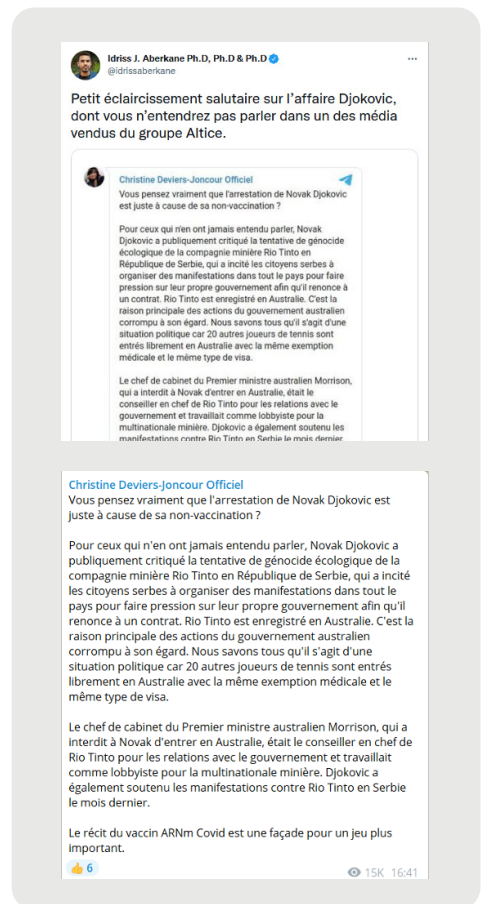 Idriss J. Aberkane Ph.D, Ph.D & Ph.D
@idrissaberkane
Petit éclaircissement salutaire sur l'affaire Djokovic,
dont vous n'entendrez pas parler dans un des média
vendus du groupe Altice.
Christine Deviers-Joncour Officiel
Vous pensez vraiment que l'arrestation de Novak Djokovic
est juste à cause de sa non-vaccination ?
Pour ceux qui n'en ont jamais entendu parler, Novak
Djokovic a publiquement critiqué la tentative de génocide
écologique de la compagnie minière Rio Tinto en
République de Serbie, qui a incité les citoyens serbes à
organiser des manifestations dans tout le pays pour faire
pression sur leur propre gouvernement afin qu'il renonce à
un contrat. Rio Tinto est enregistré en Australie. C'est la
raison principale des actions du gouvernement australien
corrompu à son égard. Nous savons tous qu'il s'agit d'une
situation politique car 20 autres joueurs de tennis sont
entrés librement en Australie avec la même exemption
médicale et le même type de visa.
Le chef de cabinet du Premier ministre australien Morrison,
qui a interdit à Novak d'entrer en Australie, était le
conseiller en chef de Rio Tinto pour les relations avec le
gouvernement et travaillait comme lobbyiste pour la
multinationale minière. Djokovic a également soutenu les
manifestations contre Rio Tinto en Serbie le mois dernier.
Christine Deviers-Joncour Officiel
Vous pensez vraiment que l'arrestation de Novak Djokovic est
juste à cause de sa non-vaccination ?
Pour ceux qui n'en ont jamais entendu parler, Novak Djokovic a
publiquement critiqué la tentative de génocide écologique de la
compagnie minière Rio Tinto en République de Serbie, qui a incité
les citoyens serbes à organiser des manifestations dans tout le
pays pour faire pression sur leur propre gouvernement afin qu'il
renonce à un contrat. Rio Tinto est enregistré en Australie. C'est la
raison principale des actions du gouvernement australien
corrompu à son égard. Nous savons tous qu'il s'agit d'une
situation politique car 20 autres joueurs de tennis sont entrés
librement en Australie avec la même exemption médicale et le
même type de visa.
Le chef de cabinet du Premier ministre australien Morrison, qui a
interdit à Novak d'entrer en Australie, était le conseiller en chef de
Rio Tinto pour les relations avec le gouvernement et travaillait
comme lobbyiste pour la multinationale minière. Djokovic a
également soutenu les manifestations contre Rio Tinto en Serbie
le mois dernier.
Le récit du vaccin ARNm Covid est une façade pour un jeu plus
important.
👍 6
15K 16:41